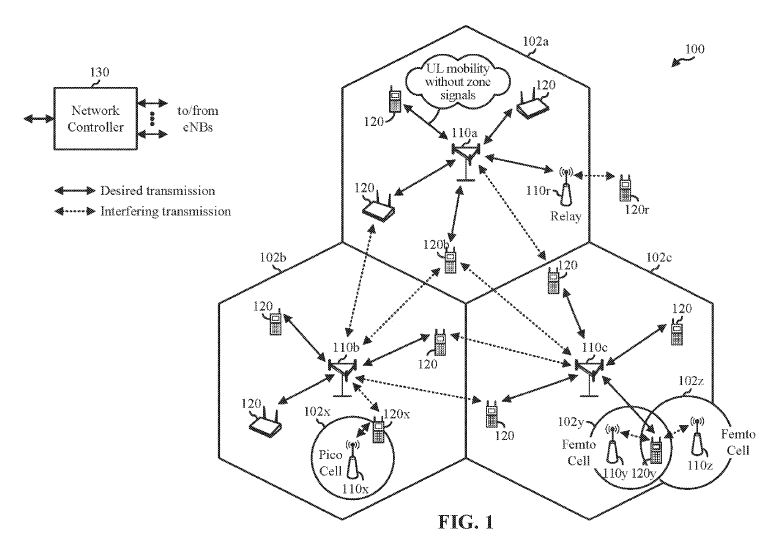 102a
100
130
Network
Controller
to/from
eNBs
UL mobility
without zone
signals
120
120
110a
120
110r
Relay
120r
Desired transmission
Interfering transmission
120b
102b
120
102c
120
120
110b
120
110c
120
120
102x
120x
Pico
Cell
110x
120
102y
102z
Femto
Cell
110y
120y
110z
Femto
Cell
FIG. 1